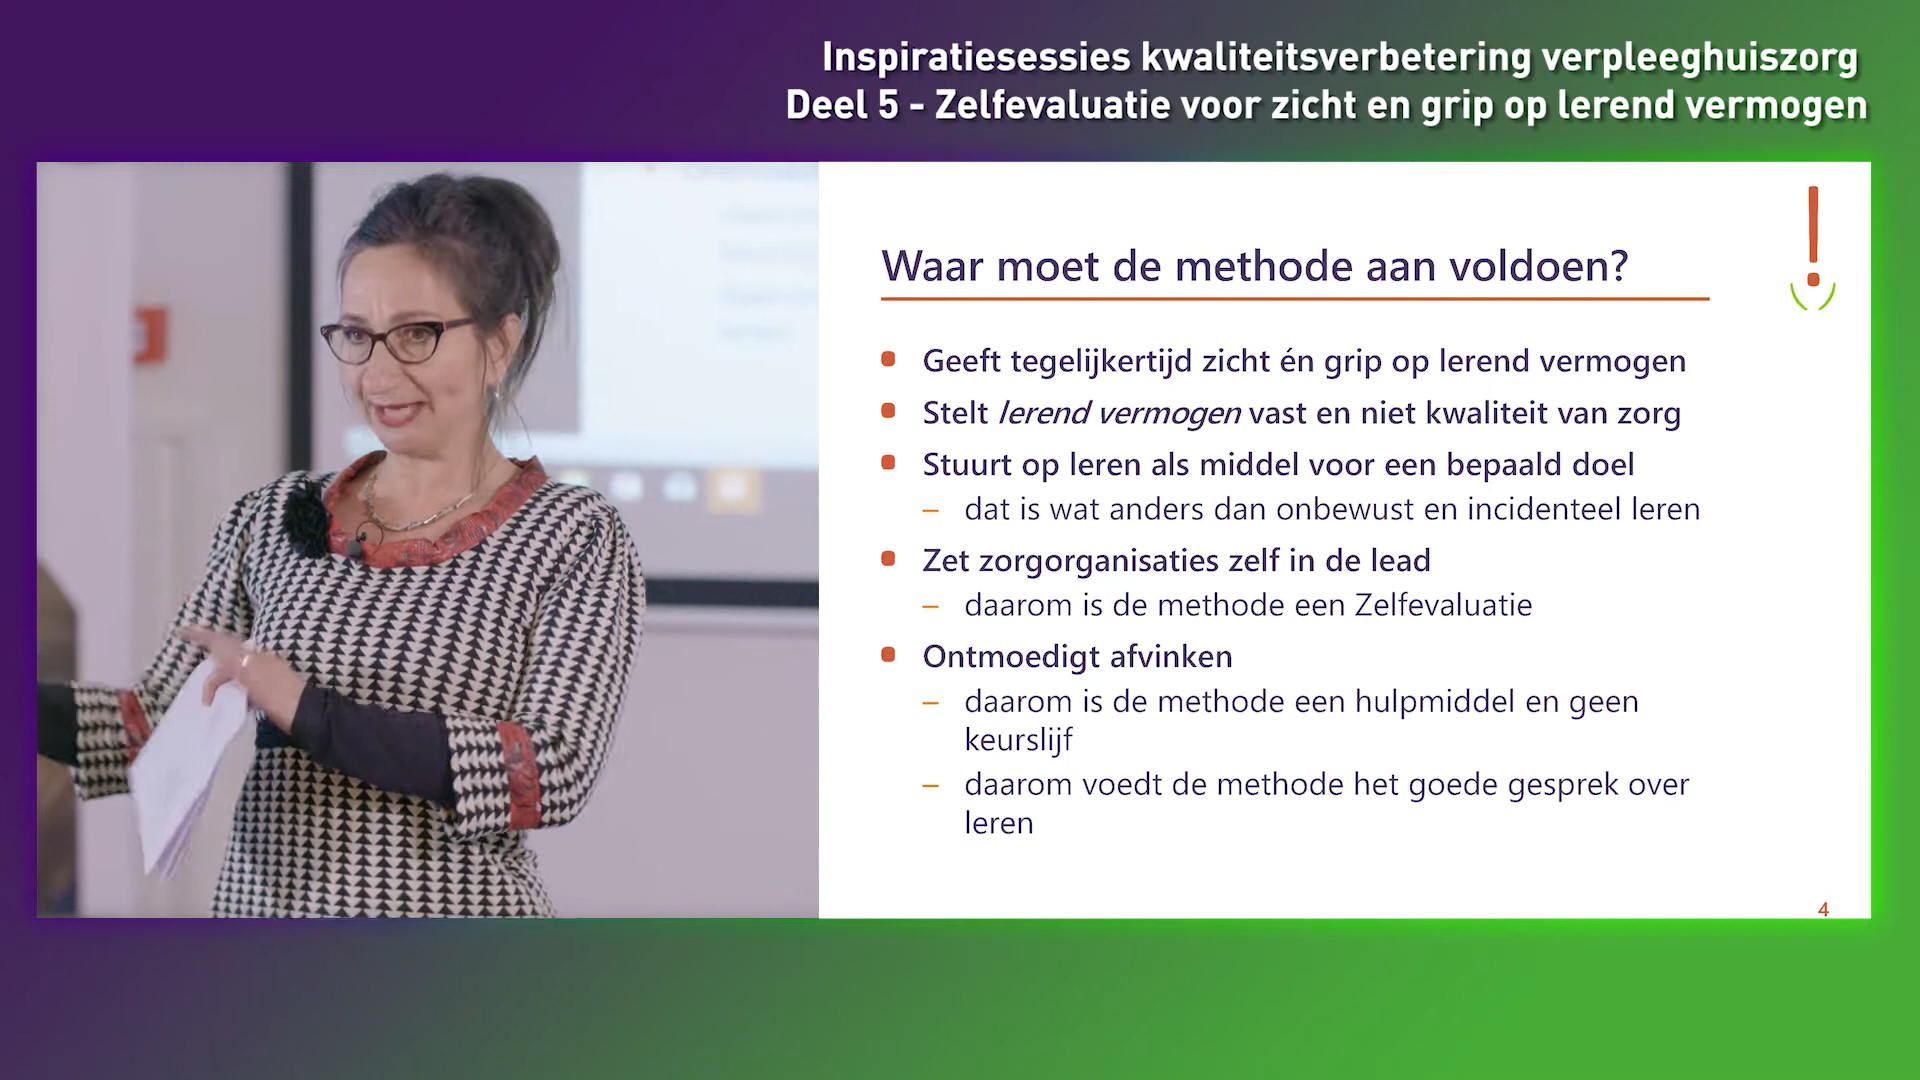 Inspiratiesessies kwaliteitsverbetering verpleeghuiszorg
Deel 5 - Zelfevaluatie voor zicht en grip op lerend vermogen
Waar moet de methode aan voldoen?
Geeft tegelijkertijd zicht én grip op lerend vermogen
Stelt lerend vermogen vast en niet kwaliteit van zorg
Stuurt op leren als middel voor een bepaald doel
– dat is wat anders dan onbewust en incidenteel leren
Zet zorgorganisaties zelf in de lead
– daarom is de methode een Zelfevaluatie
Ontmoedigt afvinken
– daarom is de methode een hulpmiddel en geen
keurslijf
– daarom voedt de methode het goede gesprek over
leren
4